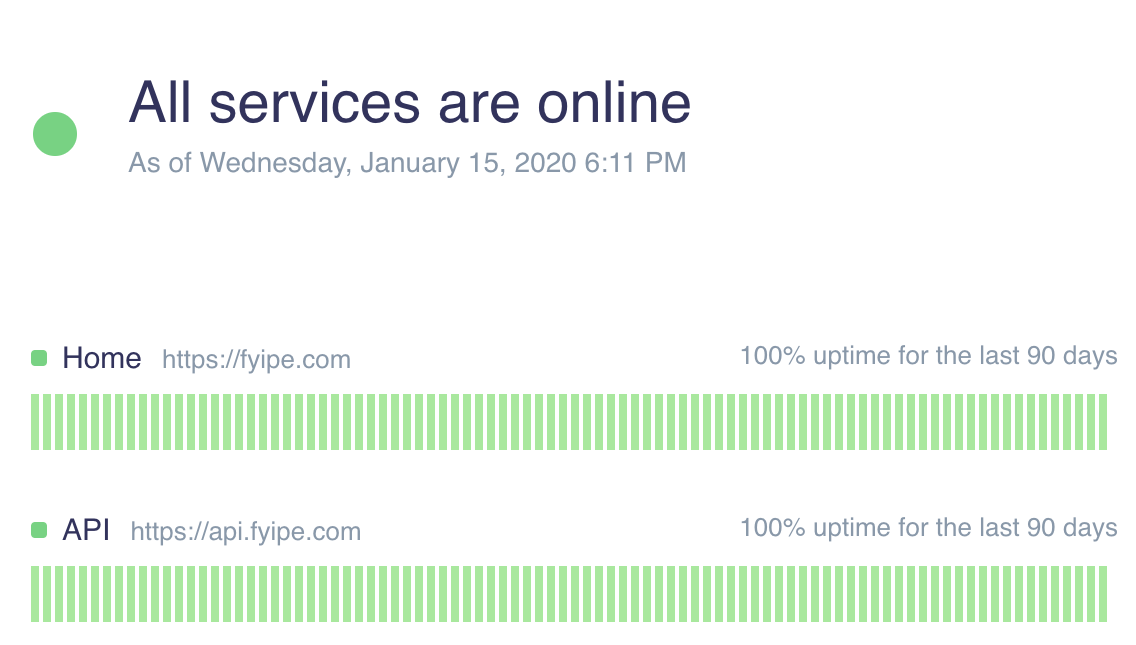 All services are online
As of Wednesday, January 15, 2020 6:11 PM
Home https://fyipe.com 100% uptime for the last 90 days
API https://api.fyipe.com 100% uptime for the last 90 days